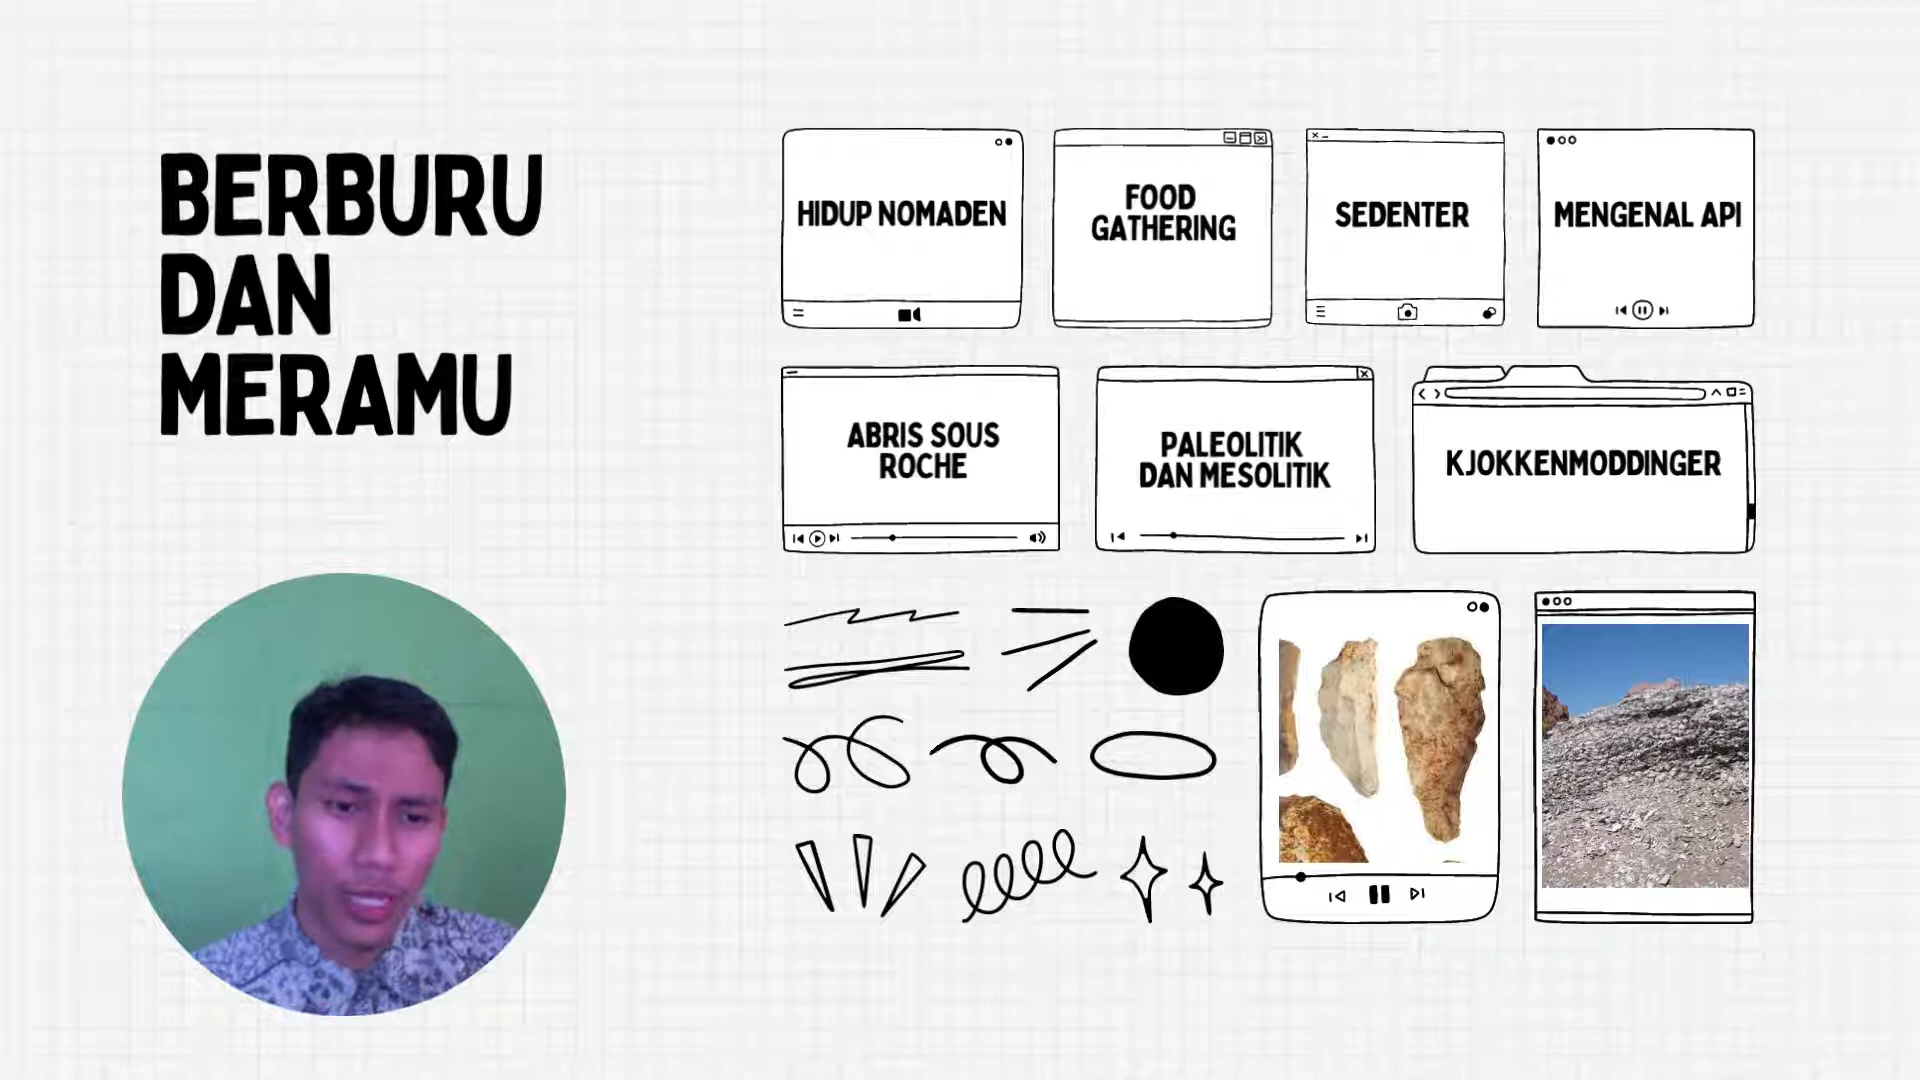 BERBURU
DAN
MERAMU
HIDUP NOMADEN
FOOD
GATHERING
SEDENTER
MENGENAL API
ABRIS SOUS
ROCHE
PALEOLITIK
DAN MESOLITIK
KJOKKENMODDINGER